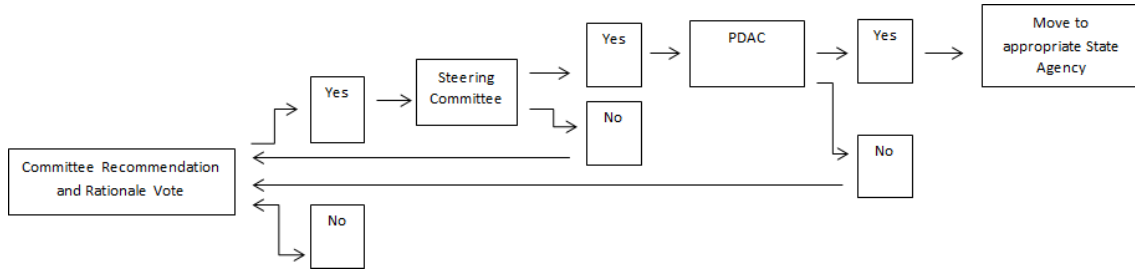 Committee Recommendation
and Rationale Vote
Yes
No
Steering
Committee
Yes
No
PDAC
Yes
No
Move to
appropriate State
Agency